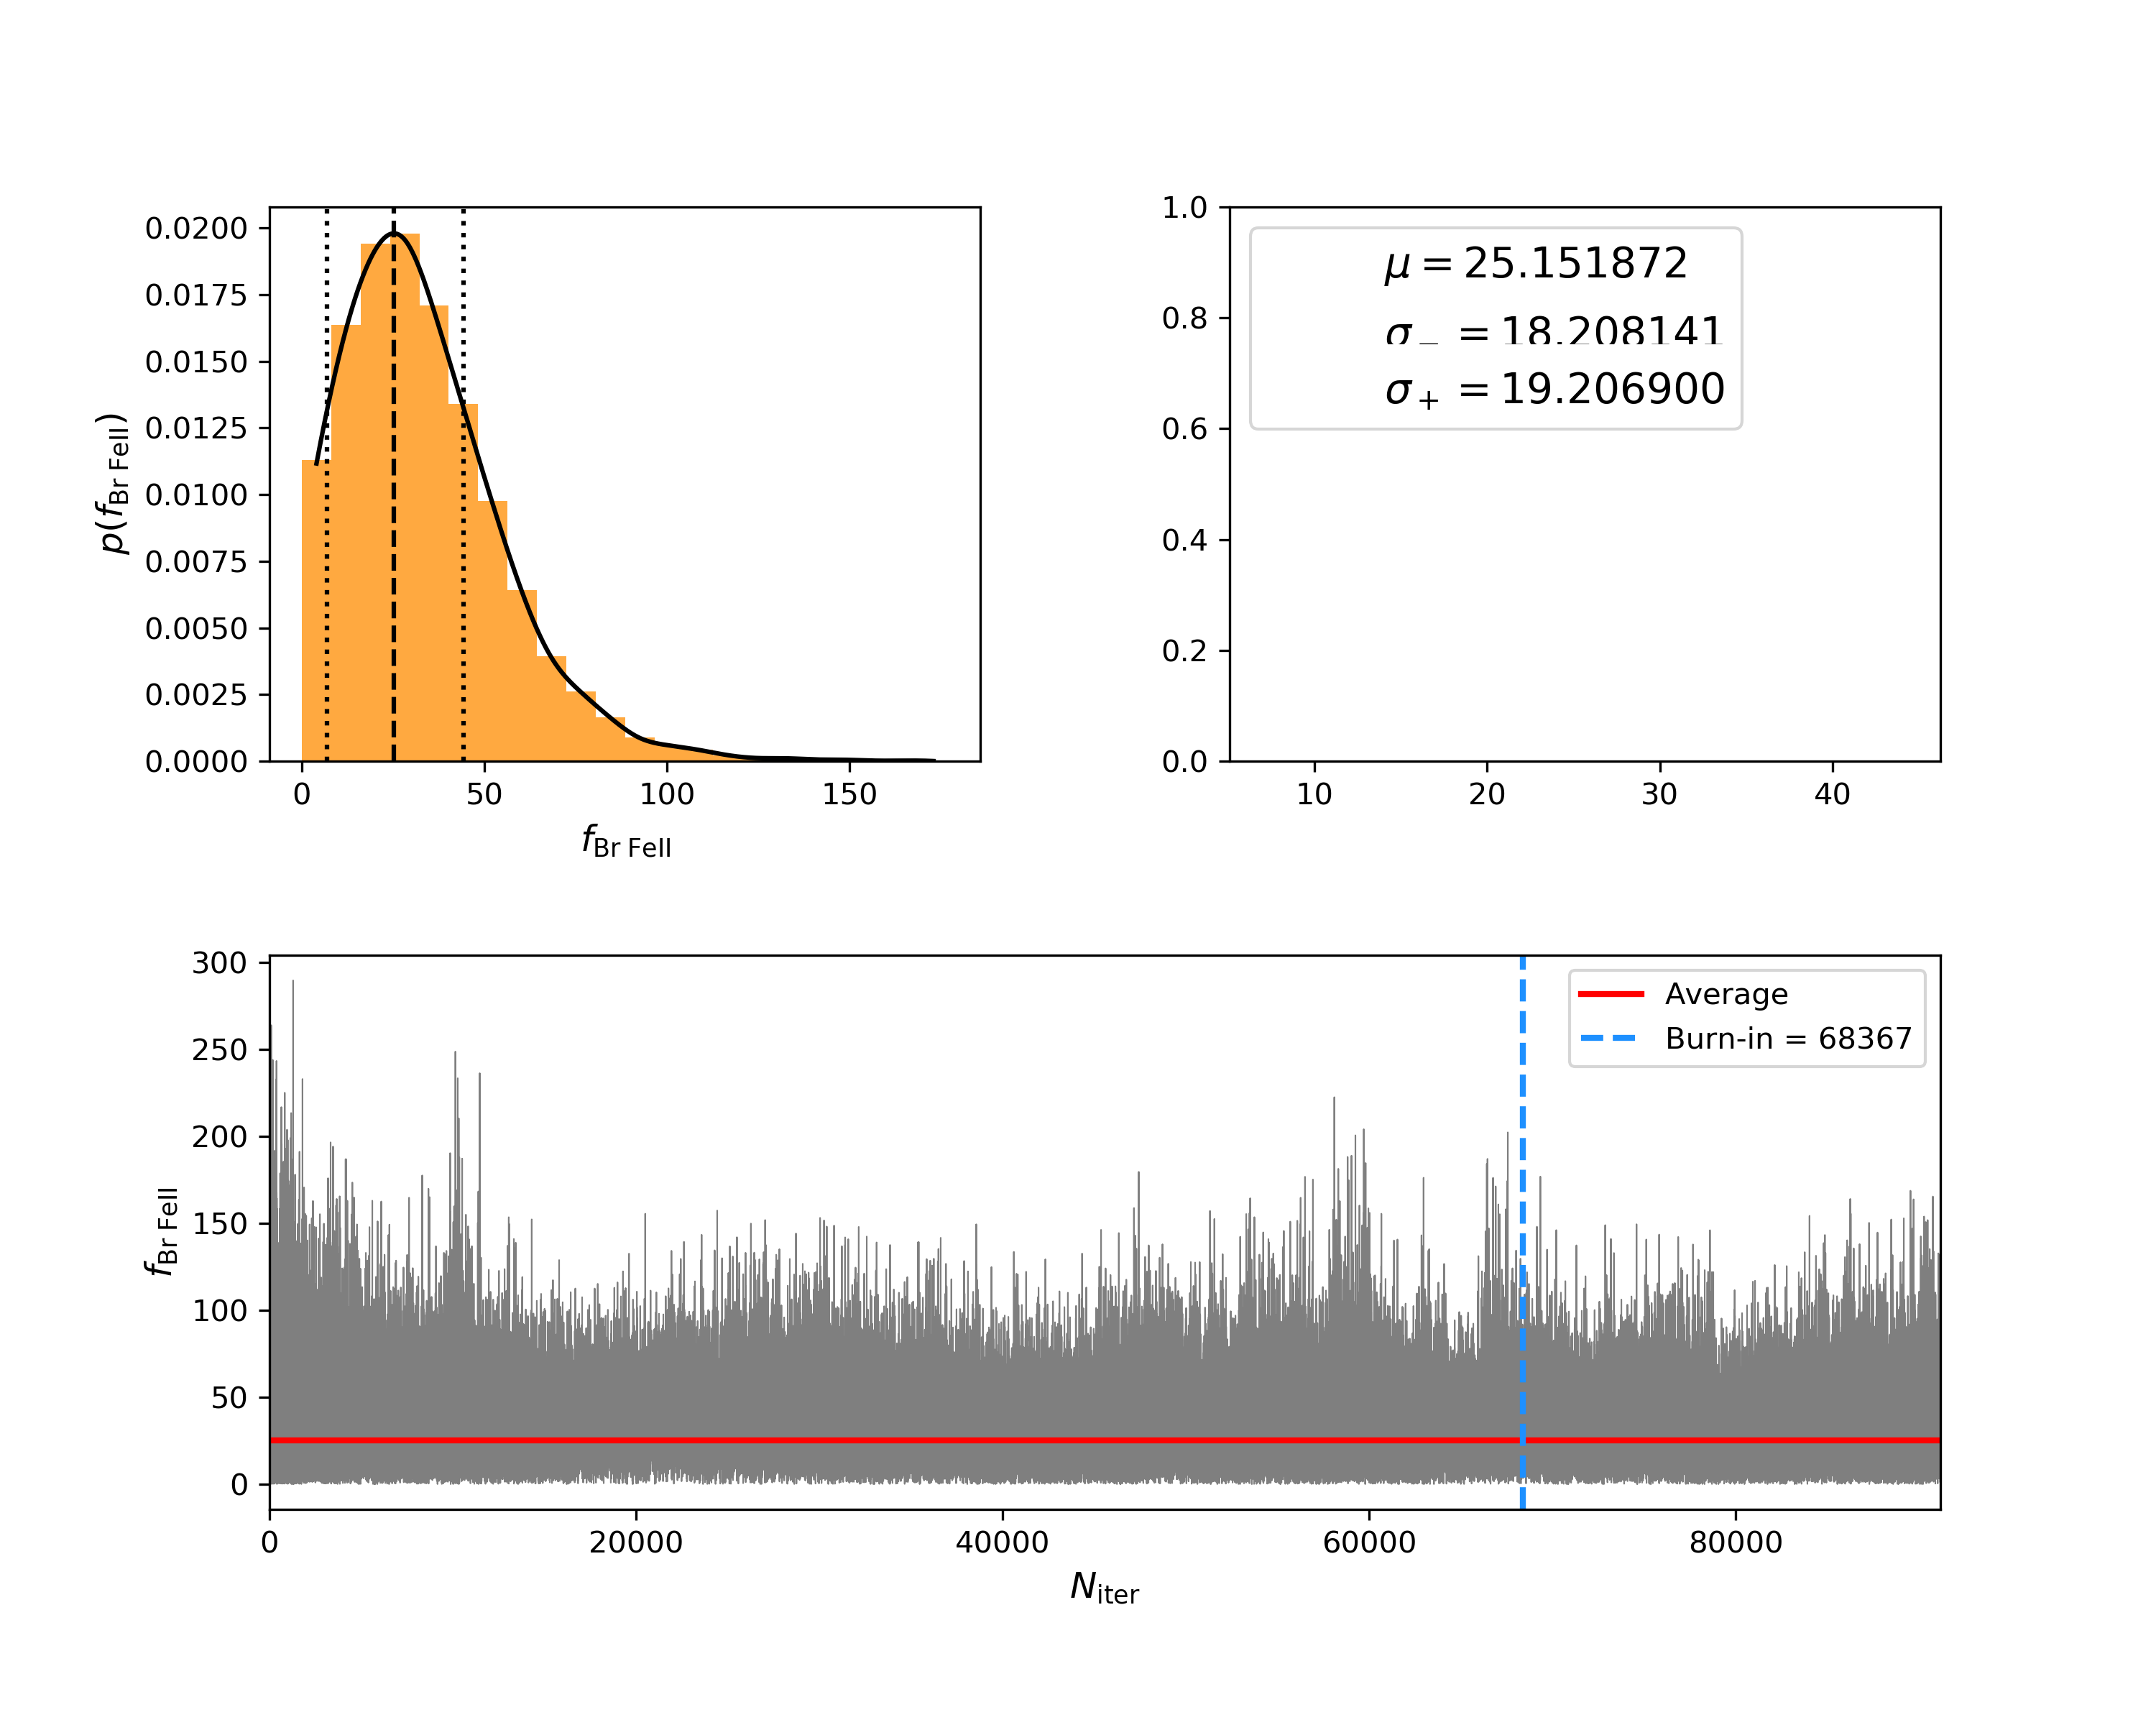 0.0200
0.0175
0.0150
0.0125
0.0100
0.0075
0.0050
0.0025
0.0000
p(f_Br FeII)
0 50 100 150
f_Br FeII
1.0
0.8
0.6
0.4
0.2
0.0
μ = 25.151872
σ_− = 18.208141
σ_+ = 19.206900
10 20 30 40
300
250
200
150
100
50
0
f_Br FeII
Average
Burn-in = 68367
0 20000 40000 60000 80000
N_iter